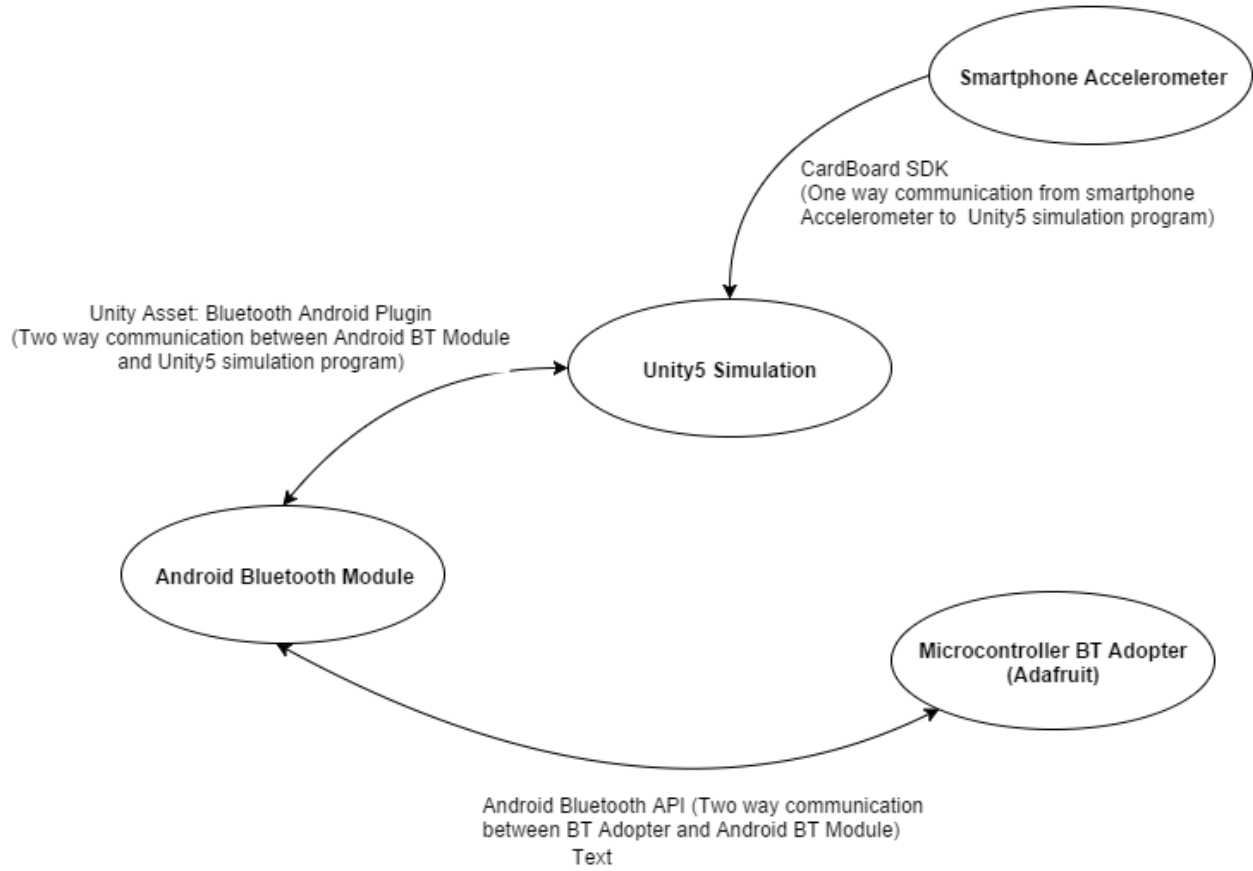 Smartphone Accelerometer
CardBoard SDK
(One way communication from smartphone
Accelerometer to Unity5 simulation program)
Unity Asset: Bluetooth Android Plugin
(Two way communication between Android BT Module
and Unity5 simulation program)
Unity5 Simulation
Android Bluetooth Module
Microcontroller BT Adopter
(Adafruit)
Android Bluetooth API (Two way communication
between BT Adopter and Android BT Module)
Text